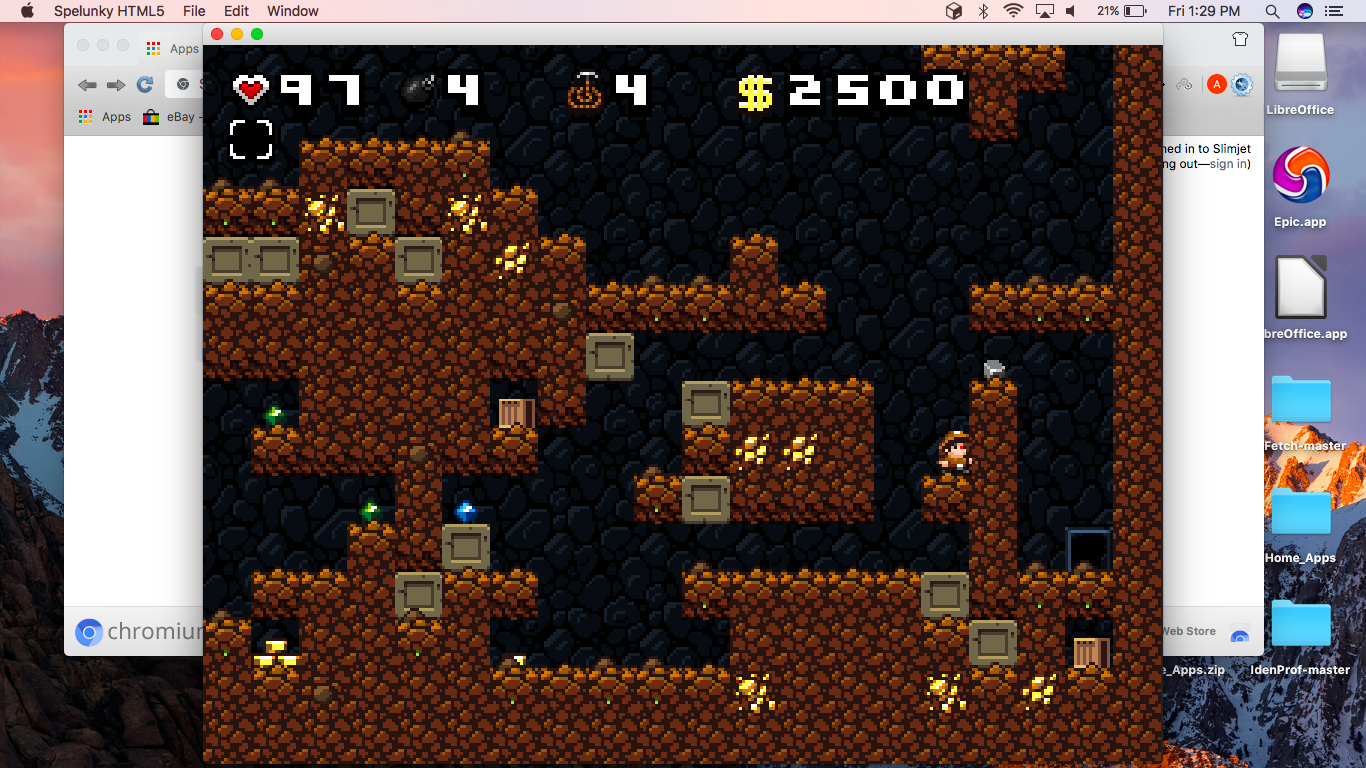 Spelunky HTML5 File Edit Window 21% Fri 1:29 PM
Apps
S
A
Apps eBay -
97 4 4 $2500
LibreOffice
ned in to Slimjet
ng out—sign in)
Epic.app
breOffice.app
Fetch-master
Home_Apps
chromiur
Web Store
e_Apps.zip
IdenProf-master